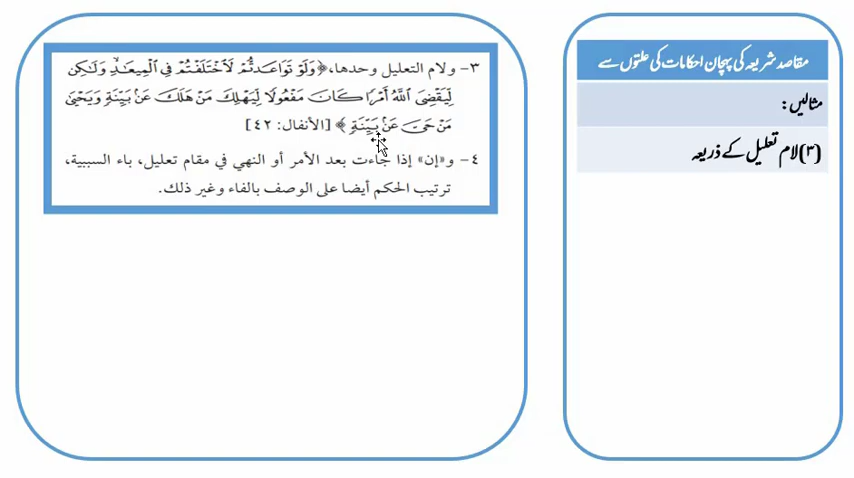 ٣- ولام التعليل وحدها، ﴿وَلَوْ تَوَاعَدتُّمْ لَاخْتَلَفْتُمْ فِي الْمِيعَادِ وَلَٰكِن
لِّيَقْضِيَ اللَّهُ أَمْرًا كَانَ مَفْعُولًا لِّيَهْلِكَ مَنْ هَلَكَ عَنْ بَيِّنَةٍ وَيَحْيَىٰ
مَنْ حَيَّ عَنْ بَيِّنَةٍ﴾ [الأنفال: ٤٢]
٤- و«إن» إذا جاءت بعد الأمر أو النهي في مقام تعليل، باء السببية،
ترتيب الحكم أيضا على الوصف بالفاء وغير ذلك.
مقاصد شریعہ کی پہچان احکامات کی علتوں سے
مثالیں:
(۳)لام تعلیل کے ذریعہ